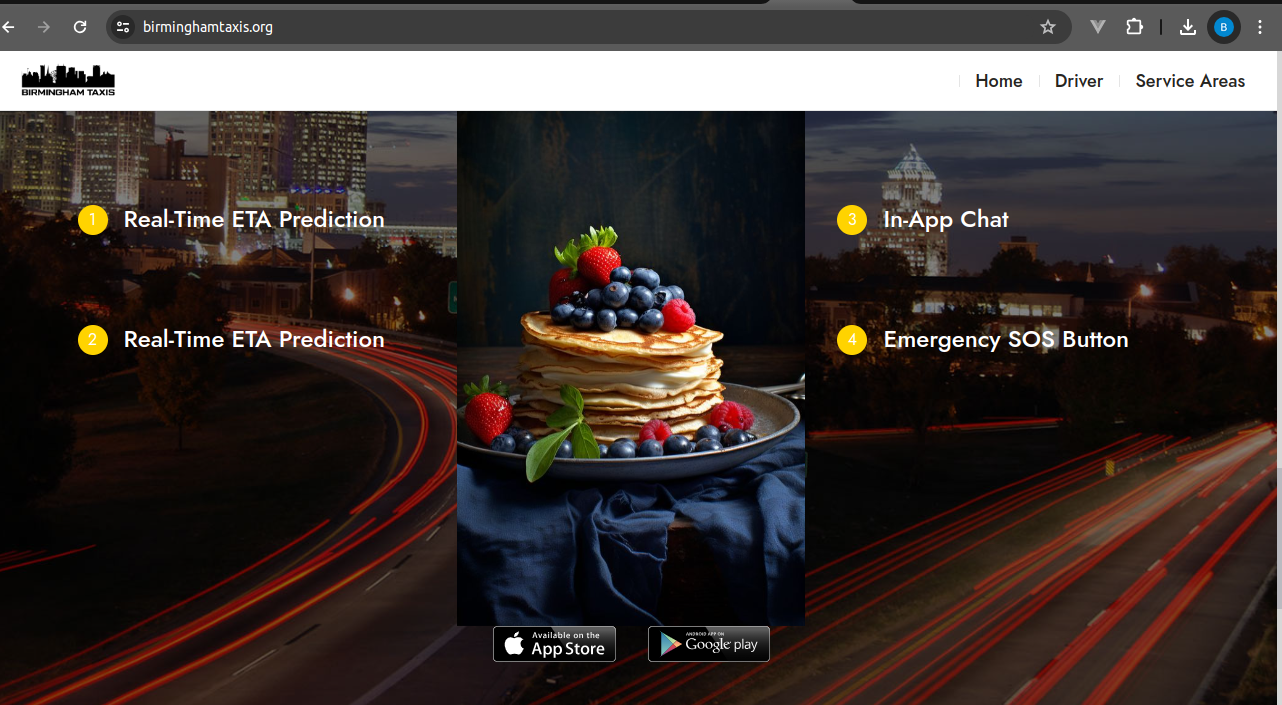 birminghamtaxis.org
B
BIRMINGHAM TAXIS
Home
Driver
Service Areas
1 Real-Time ETA Prediction
2 Real-Time ETA Prediction
3 In-App Chat
4 Emergency SOS Button
Available on the
App Store
ANDROID APP ON
Google play